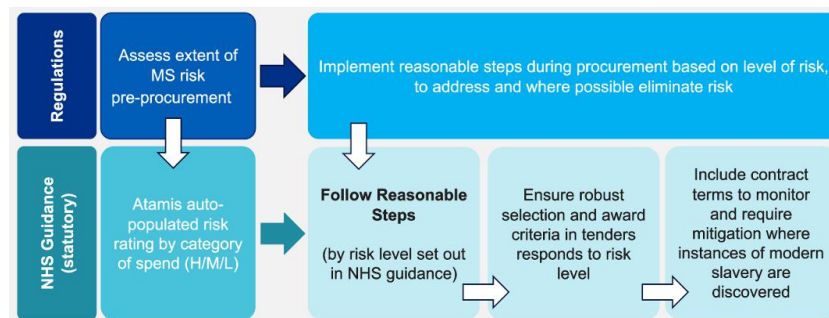 Regulations
Assess extent of
MS risk
pre-procurement
Implement reasonable steps during procurement based on level of risk,
to address and where possible eliminate risk
NHS Guidance
(statutory)
Atamis auto-
populated risk
rating by category
of spend (H/M/L)
Follow Reasonable
Steps
(by risk level set out
in NHS guidance)
Ensure robust
selection and award
criteria in tenders
responds to risk
level
Include contract
terms to monitor
and require
mitigation where
instances of modern
slavery are
discovered